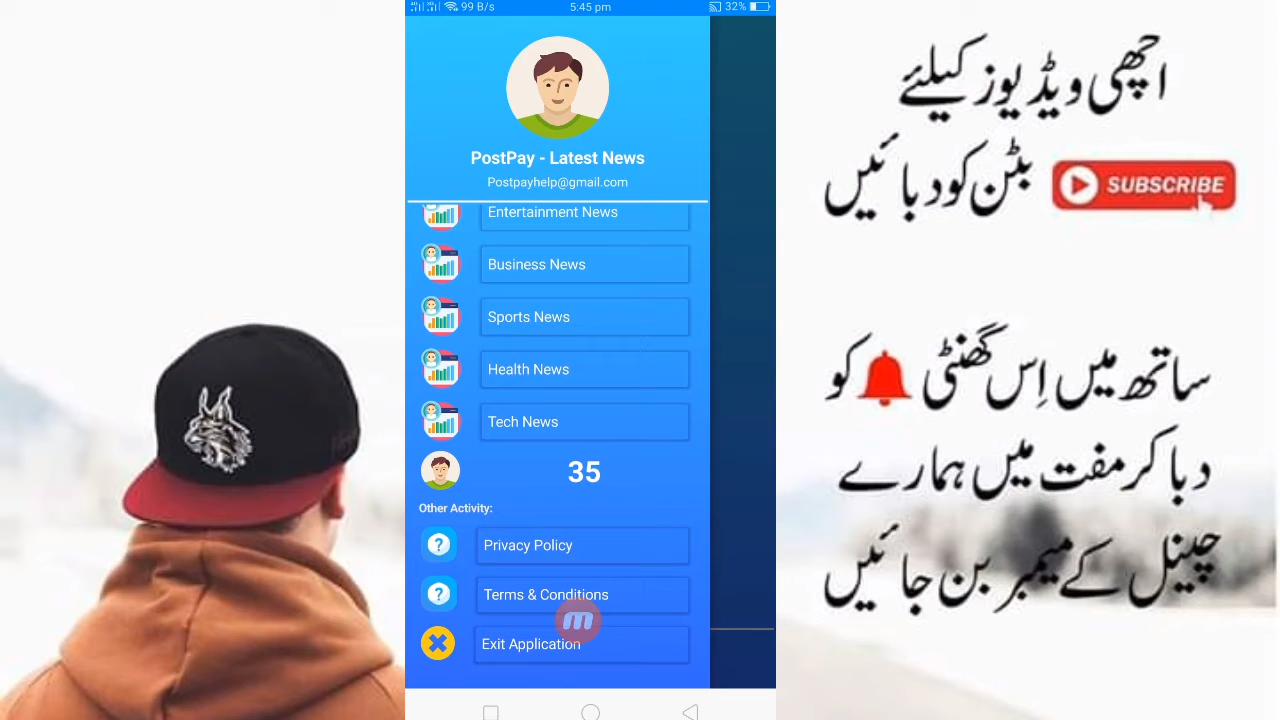 99 B/s
5:45 pm
32%
PostPay - Latest News
Postpayhelp@gmail.com
Entertainment News
Business News
Sports News
Health News
Tech News
35
Other Activity:
Privacy Policy
Terms & Conditions
Exit Application
اچھی ویڈیوز کیلئے
بٹن کو دبائیں
SUBSCRIBE
ساتھ میں اِس گھنٹی کو
دبا کر مفت میں ہمارے
چینل کے میمبر بن جائیں